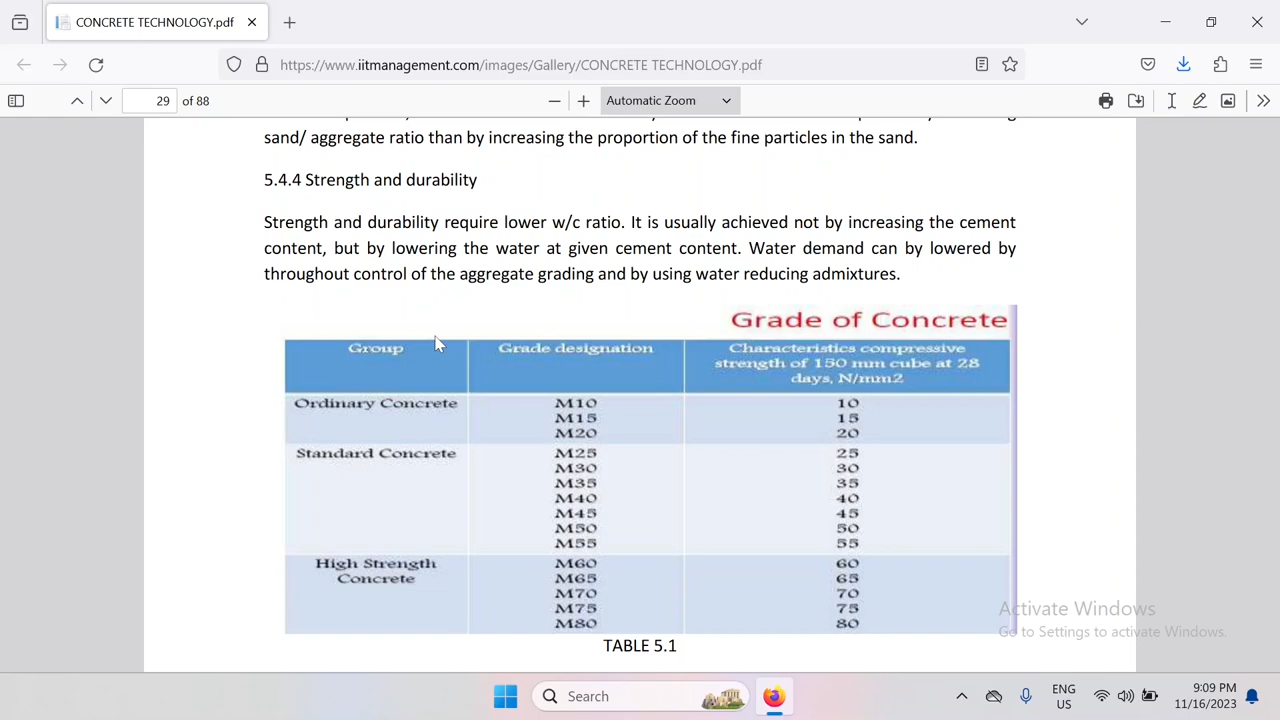 CONCRETE TECHNOLOGY.pdf
https://www.iitmanagement.com/images/Gallery/CONCRETE TECHNOLOGY.pdf
29 of 88
Automatic Zoom
sand/ aggregate ratio than by increasing the proportion of the fine particles in the sand.
5.4.4 Strength and durability
Strength and durability require lower w/c ratio. It is usually achieved not by increasing the cement
content, but by lowering the water at given cement content. Water demand can by lowered by
throughout control of the aggregate grading and by using water reducing admixtures.
Grade of Concrete
Group Grade designation Characteristics compressive
strength of 150 mm cube at 28
days, N/mm2
Ordinary Concrete M10 10
M15 15
M20 20
Standard Concrete M25 25
M30 30
M35 35
M40 40
M45 45
M50 50
M55 55
High Strength M60 60
Concrete M65 65
M70 70
M75 75
M80 80
TABLE 5.1
Activate Windows
Go to Settings to activate Windows.
Search
ENG
US
9:09 PM
11/16/2023